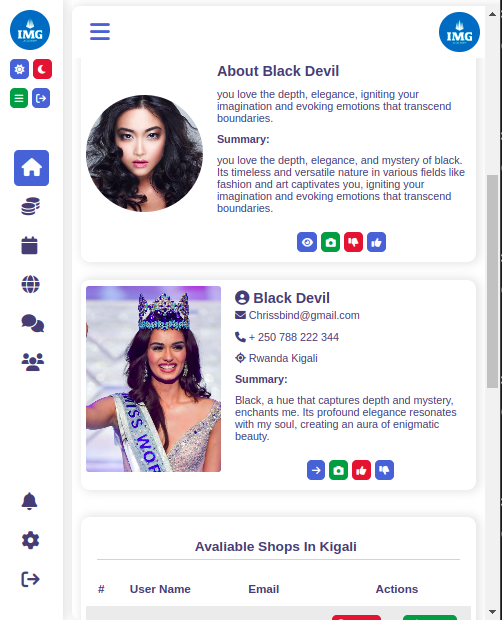 IMG
IMG
About Black Devil
you love the depth, elegance, igniting your
imagination and evoking emotions that transcend
boundaries.
Summary:
you love the depth, elegance, and mystery of black.
Its timeless and versatile nature in various fields like
fashion and art captivates you, igniting your
imagination and evoking emotions that transcend
boundaries.
MISS WOR
Black Devil
Chrissbind@gmail.com
+ 250 788 222 344
Rwanda Kigali
Summary:
Black, a hue that captures depth and mystery,
enchants me. Its profound elegance resonates
with my soul, creating an aura of enigmatic
beauty.
Avaliable Shops In Kigali
# User Name Email Actions